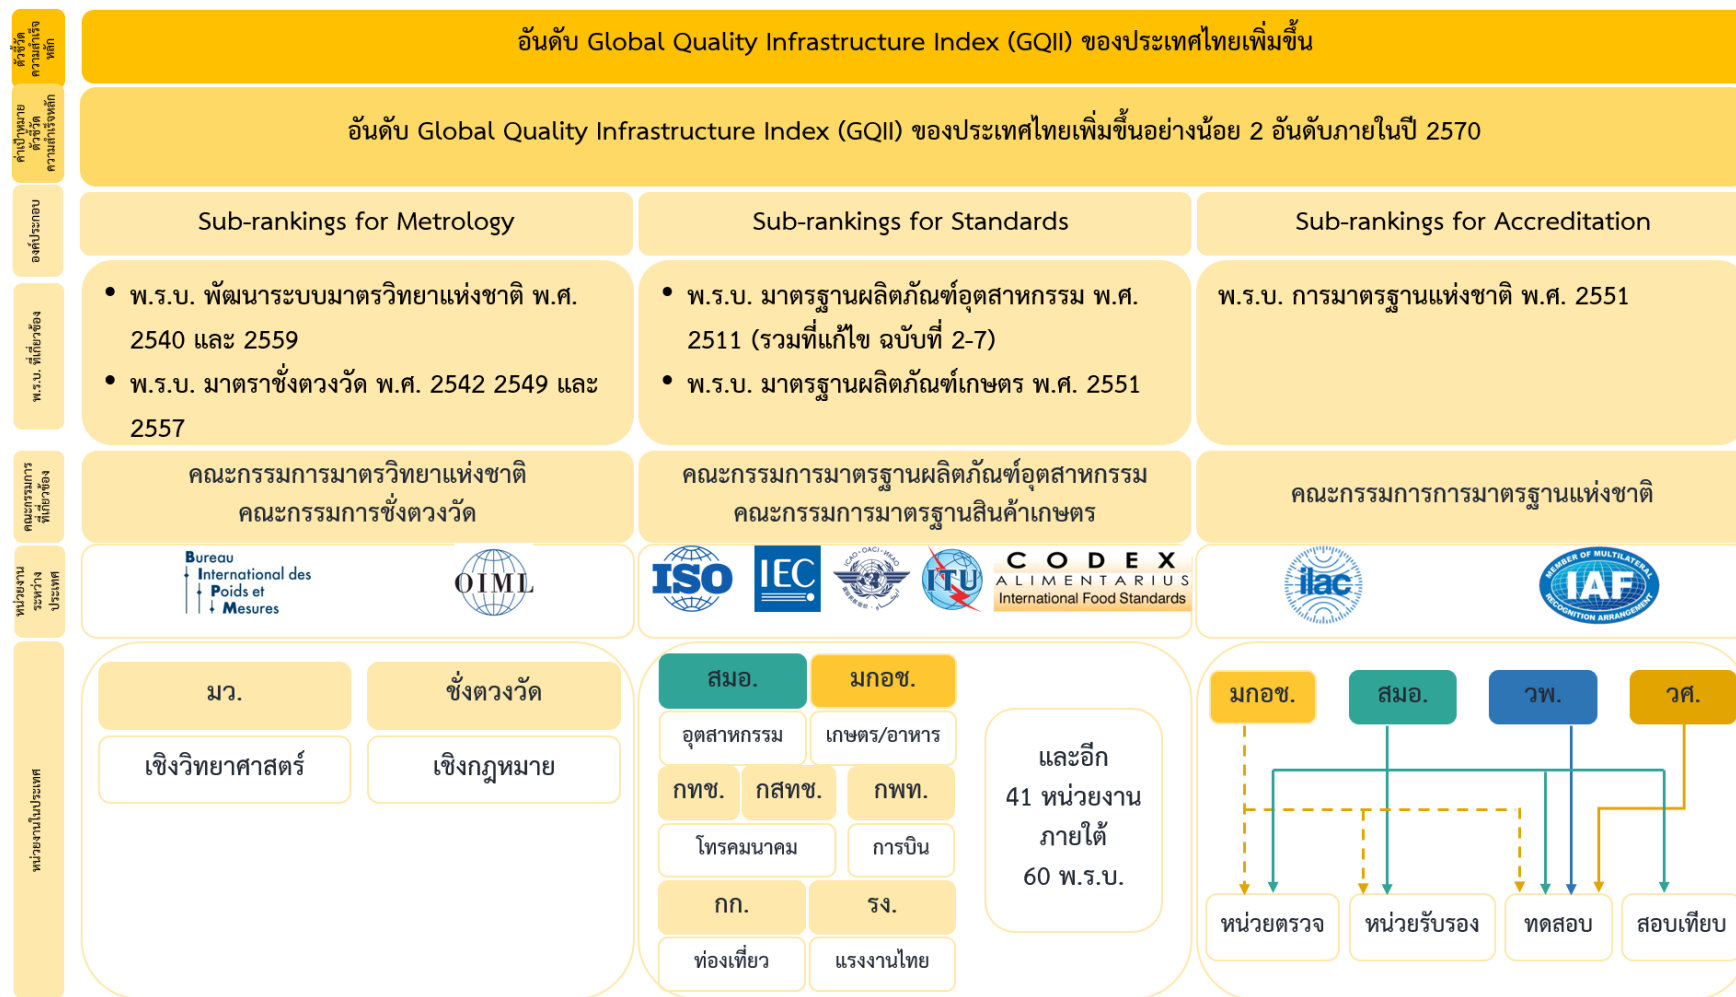 ตัวชี้วัด
ความสำเร็จ
หลัก
อันดับ Global Quality Infrastructure Index (GQII) ของประเทศไทยเพิ่มขึ้น
ค่าเป้าหมาย
ตัวชี้วัด
ความสำเร็จหลัก
อันดับ Global Quality Infrastructure Index (GQII) ของประเทศไทยเพิ่มขึ้นอย่างน้อย 2 อันดับภายในปี 2570
องค์ประกอบ
Sub-rankings for Metrology
Sub-rankings for Standards
Sub-rankings for Accreditation
พ.ร.บ. ที่เกี่ยวข้อง
• พ.ร.บ. พัฒนาระบบมาตรวิทยาแห่งชาติ พ.ศ.
2540 และ 2559
• พ.ร.บ. มาตราชั่งตวงวัด พ.ศ. 2542 2549 และ
2557
• พ.ร.บ. มาตรฐานผลิตภัณฑ์อุตสาหกรรม พ.ศ.
2511 (รวมที่แก้ไข ฉบับที่ 2-7)
• พ.ร.บ. มาตรฐานผลิตภัณฑ์เกษตร พ.ศ. 2551
พ.ร.บ. การมาตรฐานแห่งชาติ พ.ศ. 2551
คณะกรรมการ
ที่เกี่ยวข้อง
คณะกรรมการมาตรวิทยาแห่งชาติ
คณะกรรมการชั่งตวงวัด
คณะกรรมการมาตรฐานผลิตภัณฑ์อุตสาหกรรม
คณะกรรมการมาตรฐานสินค้าเกษตร
คณะกรรมการการมาตรฐานแห่งชาติ
หน่วยงาน
ระหว่าง
ประเทศ
Bureau
International des
Poids et
Mesures
OIML
ISO
IEC
ICAO · OACI · ИКАО
ITU
CODEX
ALIMENTARIUS
International Food Standards
ilac
MEMBER OF MULTILATERAL
IAF
RECOGNITION ARRANGEMENT
หน่วยงานในประเทศ
มว.
ชั่งตวงวัด
เชิงวิทยาศาสตร์
เชิงกฎหมาย
สมอ.
มกอช.
อุตสาหกรรม
เกษตร/อาหาร
กทช.
กสทช.
กพท.
โทรคมนาคม
การบิน
กก.
รง.
ท่องเที่ยว
แรงงานไทย
และอีก
41 หน่วยงาน
ภายใต้
60 พ.ร.บ.
มกอช.
สมอ.
วพ.
วศ.
หน่วยตรวจ
หน่วยรับรอง
ทดสอบ
สอบเทียบ